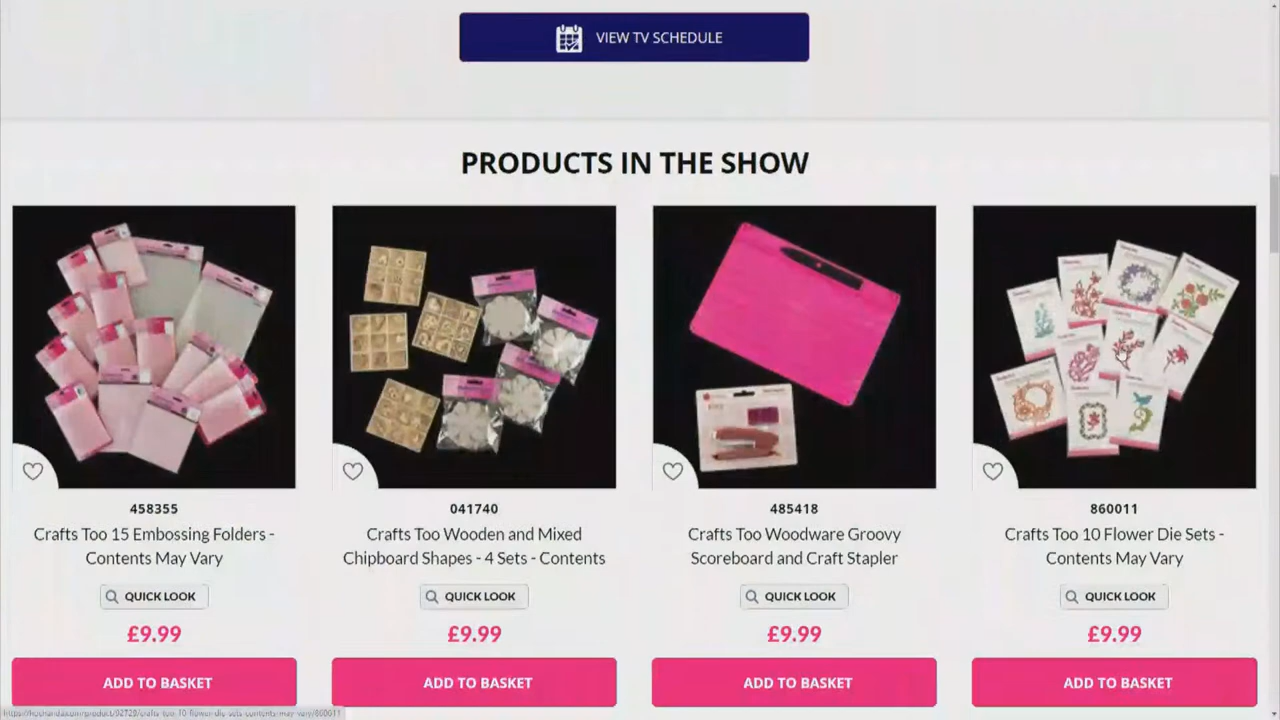 VIEW TV SCHEDULE
PRODUCTS IN THE SHOW
458355
Crafts Too 15 Embossing Folders -
Contents May Vary
QUICK LOOK
£9.99
ADD TO BASKET
041740
Crafts Too Wooden and Mixed
Chipboard Shapes - 4 Sets - Contents
QUICK LOOK
£9.99
ADD TO BASKET
485418
Crafts Too Woodware Groovy
Scoreboard and Craft Stapler
QUICK LOOK
£9.99
ADD TO BASKET
860011
Crafts Too 10 Flower Die Sets -
Contents May Vary
QUICK LOOK
£9.99
ADD TO BASKET